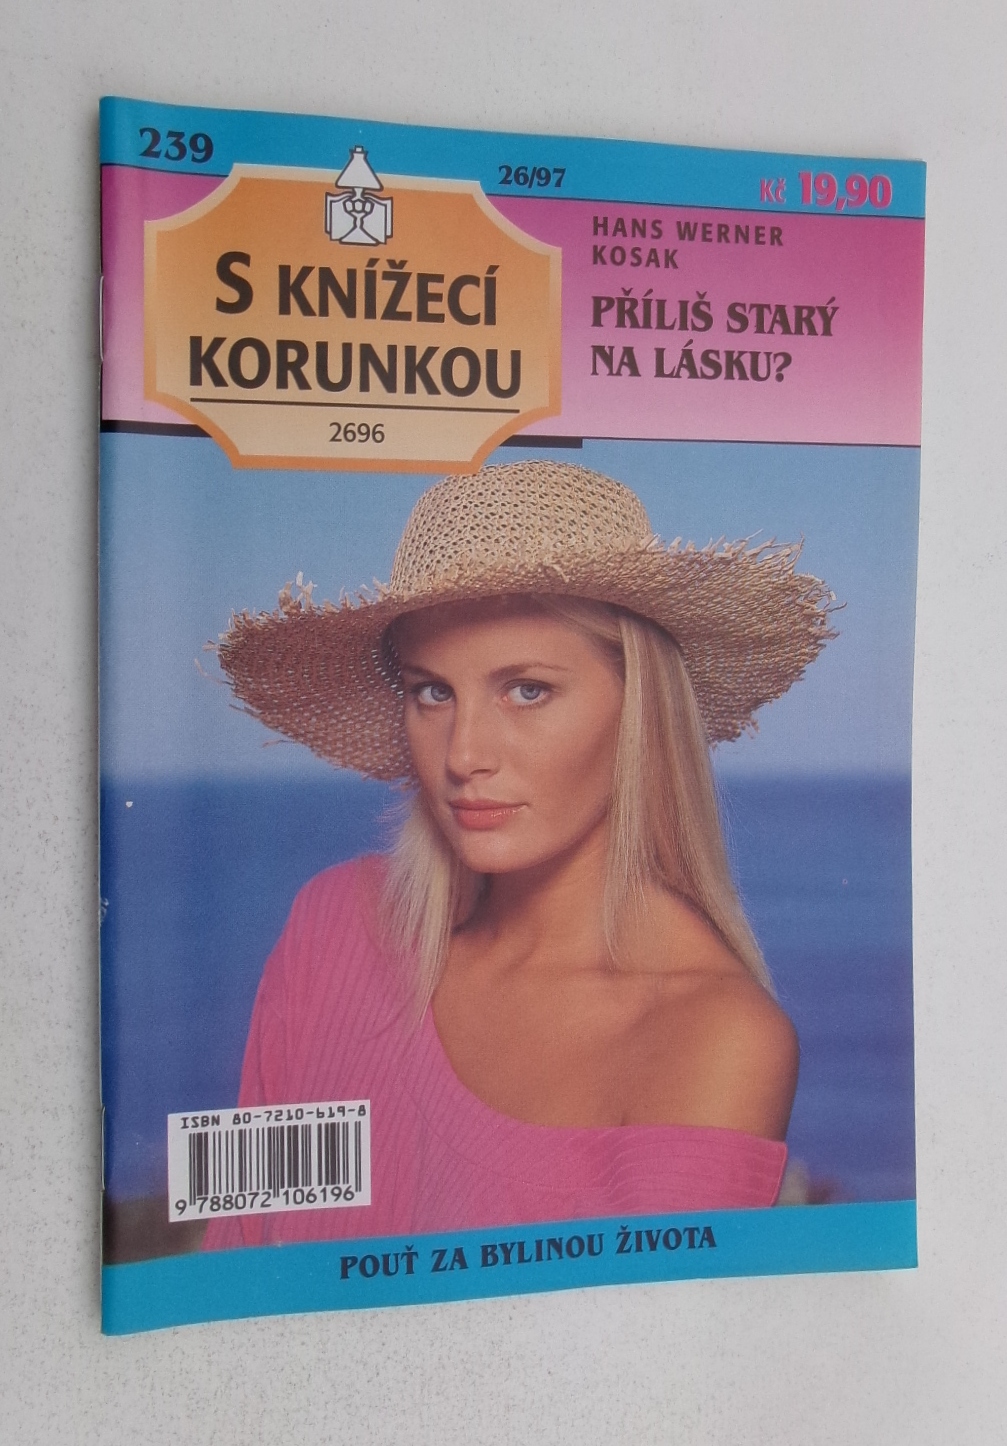 239
26/97
Kč 19,90
S KNÍŽECÍ
KORUNKOU
2696
HANS WERNER
KOSAK
PŘÍLIŠ STARÝ
NA LÁSKU?
ISBN 80-7210-619-8
9 788072 106196
POUŤ ZA BYLINOU ŽIVOTA